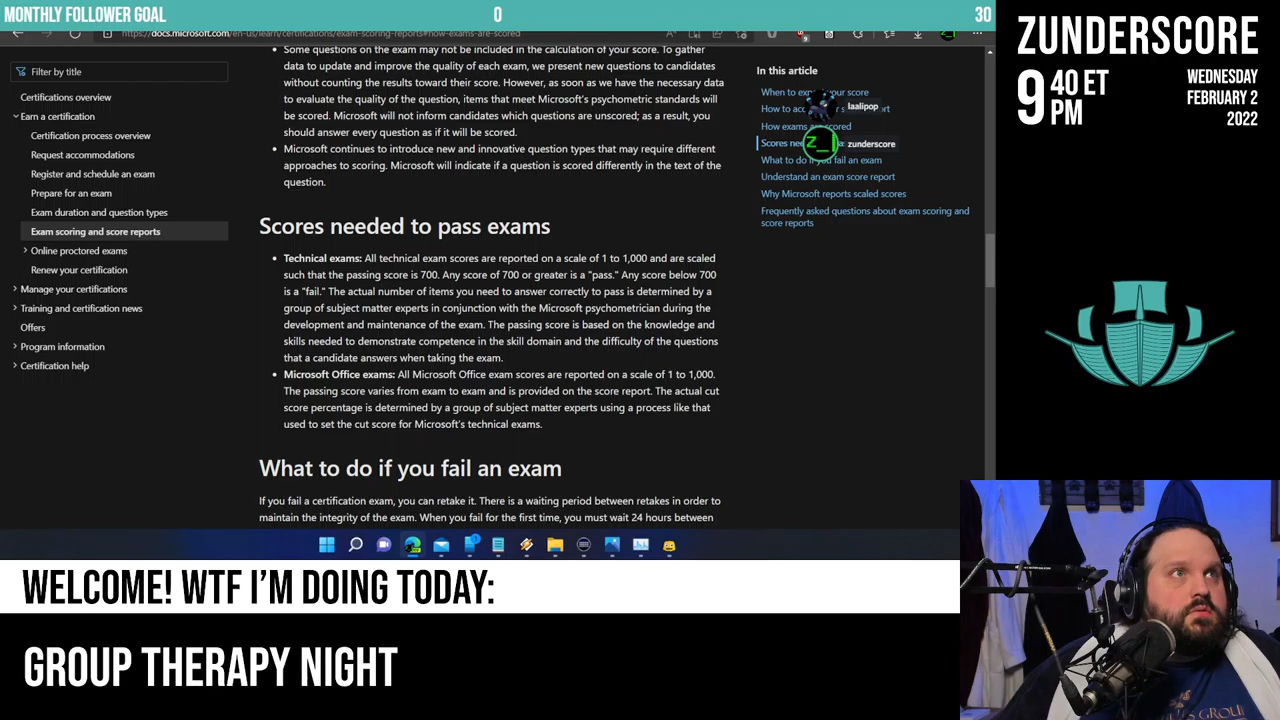 MONTHLY FOLLOWER GOAL
0
30
https://docs.microsoft.com/en-us/learn/certifications/exam-scoring-reports#how-exams-are-scored
Filter by title
Certifications overview
Earn a certification
Certification process overview
Request accommodations
Register and schedule an exam
Prepare for an exam
Exam duration and question types
Exam scoring and score reports
Online proctored exams
Renew your certification
Manage your certifications
Training and certification news
Offers
Program information
Certification help
Some questions on the exam may not be included in the calculation of your score. To gather
data to update and improve the quality of each exam, we present new questions to candidates
without counting the results toward their score. However, as soon as we have the necessary data
to evaluate the quality of the question, items that meet Microsoft's psychometric standards will
be scored. Microsoft will not inform candidates which questions are unscored; as a result, you
should answer every question as if it will be scored.
Microsoft continues to introduce new and innovative question types that may require different
approaches to scoring. Microsoft will indicate if a question is scored differently in the text of the
question.
Scores needed to pass exams
Technical exams: All technical exam scores are reported on a scale of 1 to 1,000 and are scaled
such that the passing score is 700. Any score of 700 or greater is a "pass." Any score below 700
is a "fail." The actual number of items you need to answer correctly to pass is determined by a
group of subject matter experts in conjunction with the Microsoft psychometrician during the
development and maintenance of the exam. The passing score is based on the knowledge and
skills needed to demonstrate competence in the skill domain and the difficulty of the questions
that a candidate answers when taking the exam.
Microsoft Office exams: All Microsoft Office exam scores are reported on a scale of 1 to 1,000.
The passing score varies from exam to exam and is provided on the score report. The actual cut
score percentage is determined by a group of subject matter experts using a process like that
used to set the cut score for Microsoft's technical exams.
What to do if you fail an exam
If you fail a certification exam, you can retake it. There is a waiting period between retakes in order to
maintain the integrity of the exam. When you fail for the first time, you must wait 24 hours between
In this article
When to your score
laalipop
How to
How exams scored
Scores
zunderscore
What to do if you fail an exam
Understand an exam score report
Why Microsoft reports scaled scores
Frequently asked questions about exam scoring and
score reports
ZUNDERSCORE
9 40 ET
PM
WEDNESDAY
FEBRUARY 2
2022
WELCOME! WTF I'M DOING TODAY:
GROUP THERAPY NIGHT